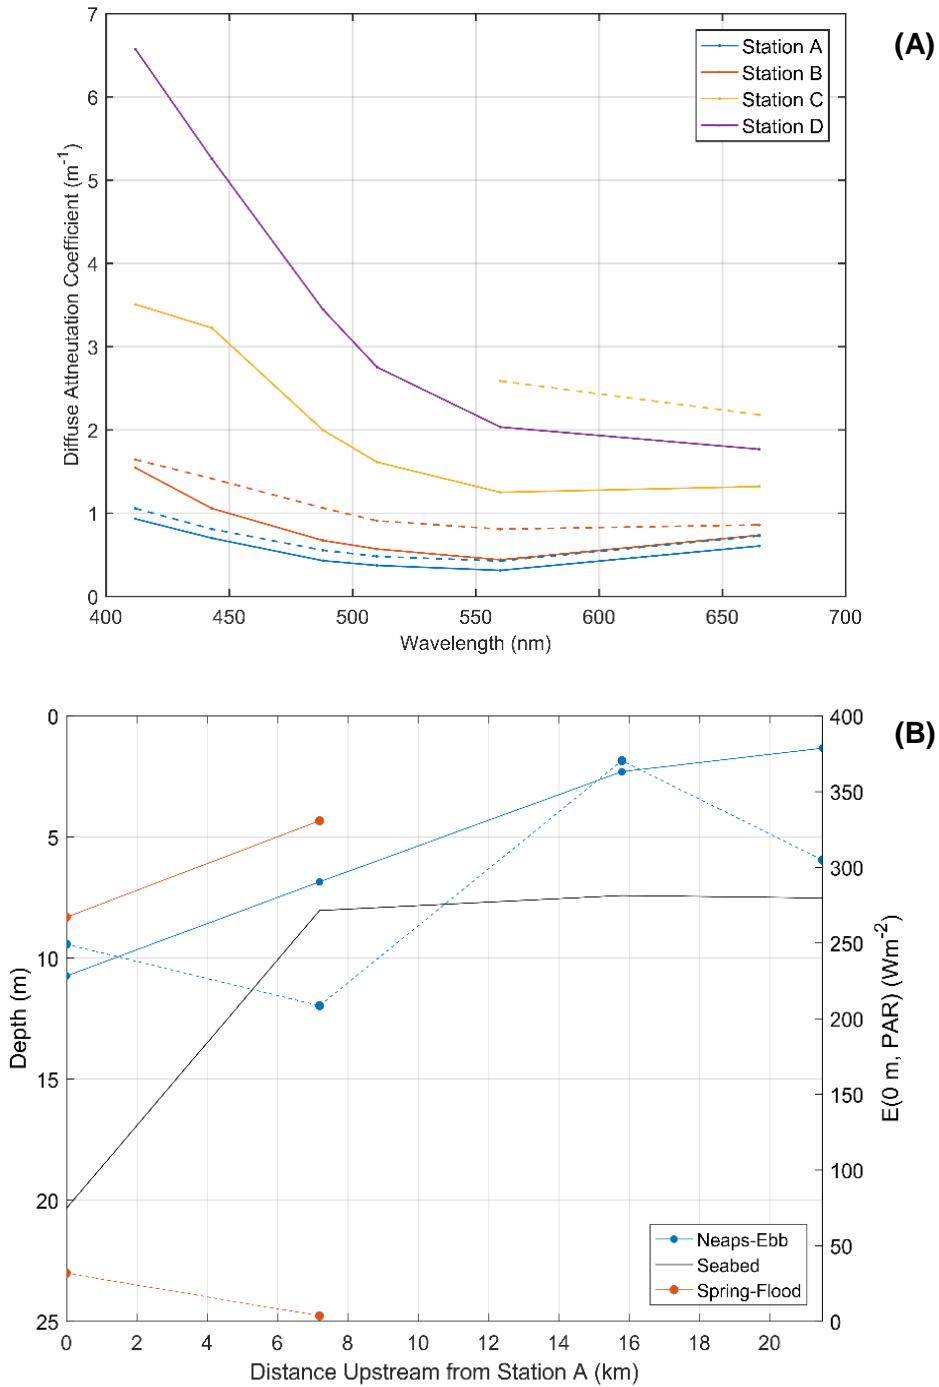 (A)
7
6
5
4
3
2
1
0
Diffuse Attneutation Coefficient (m-1)
400
450
500
550
600
650
700
Wavelength (nm)
Station A
Station B
Station C
Station D
(B)
0
5
10
15
20
25
Depth (m)
400
350
300
250
200
150
100
50
0
E(0 m, PAR) (Wm-2)
0
2
4
6
8
10
12
14
16
18
20
Distance Upstream from Station A (km)
Neaps-Ebb
Seabed
Spring-Flood